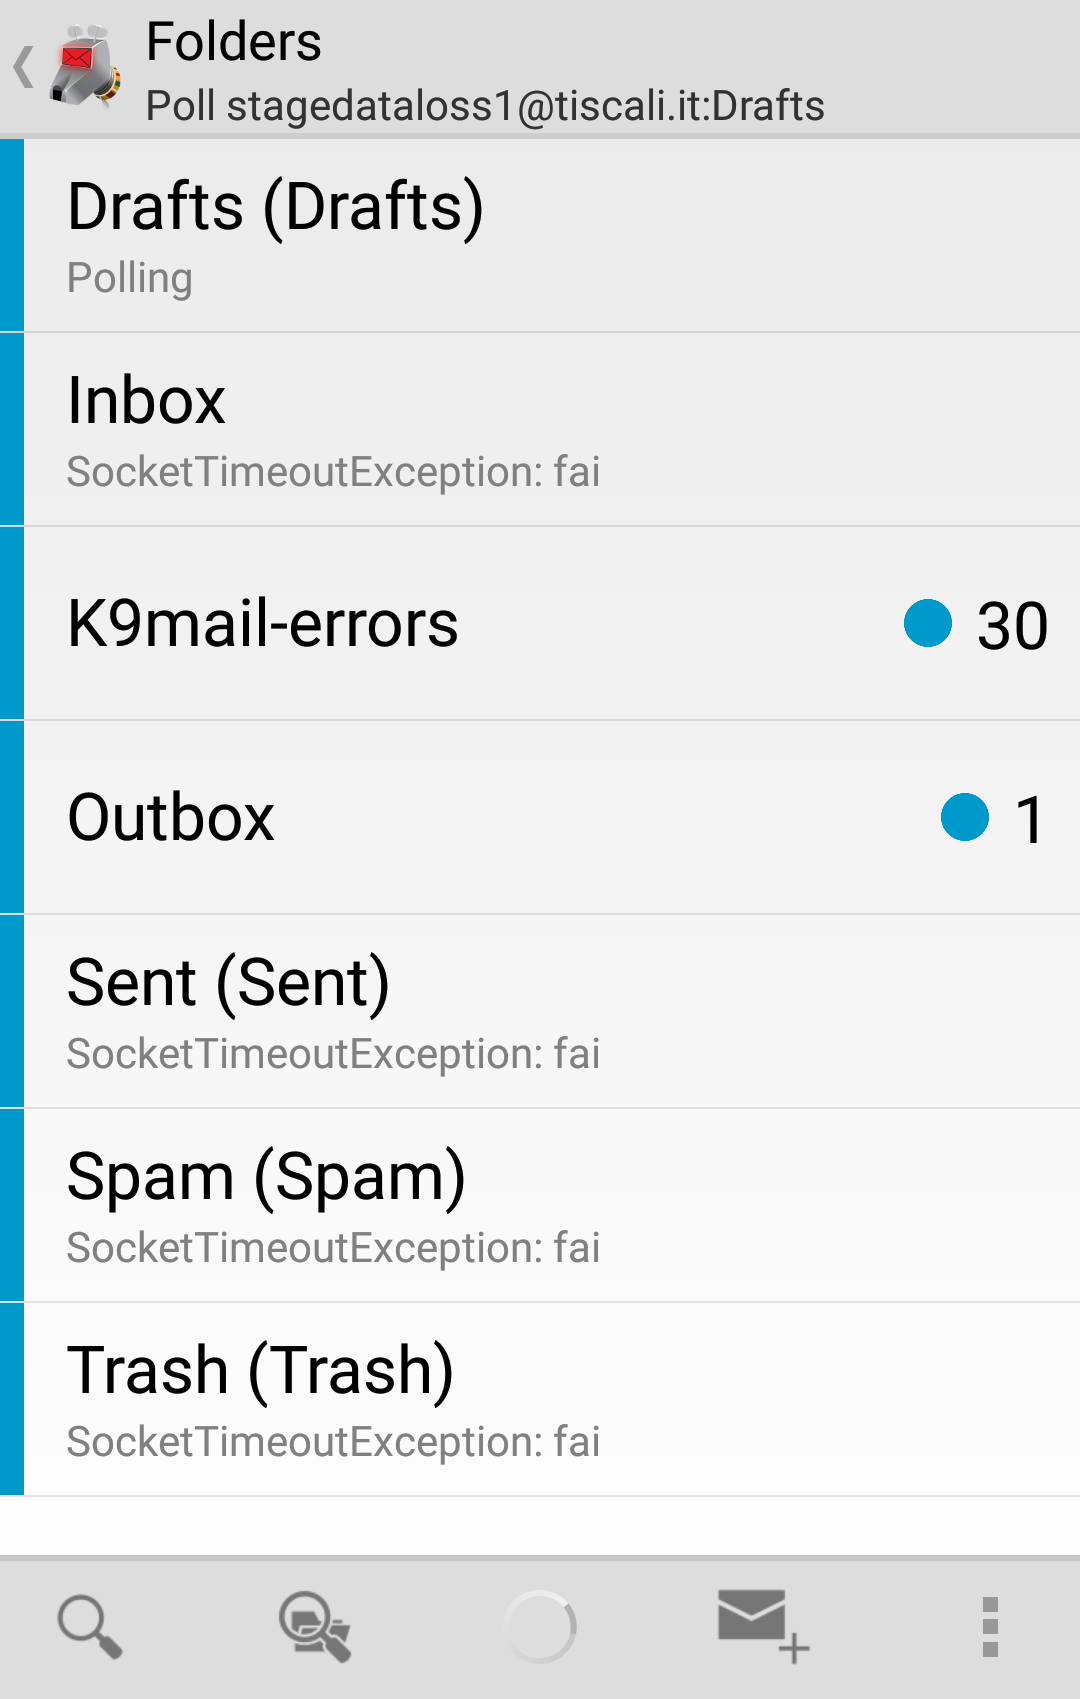 Folders
Poll stagedataloss1@tiscali.it:Drafts
Drafts (Drafts)
Polling
Inbox
SocketTimeoutException: fai
K9mail-errors
30
Outbox
1
Sent (Sent)
SocketTimeoutException: fai
Spam (Spam)
SocketTimeoutException: fai
Trash (Trash)
SocketTimeoutException: fai